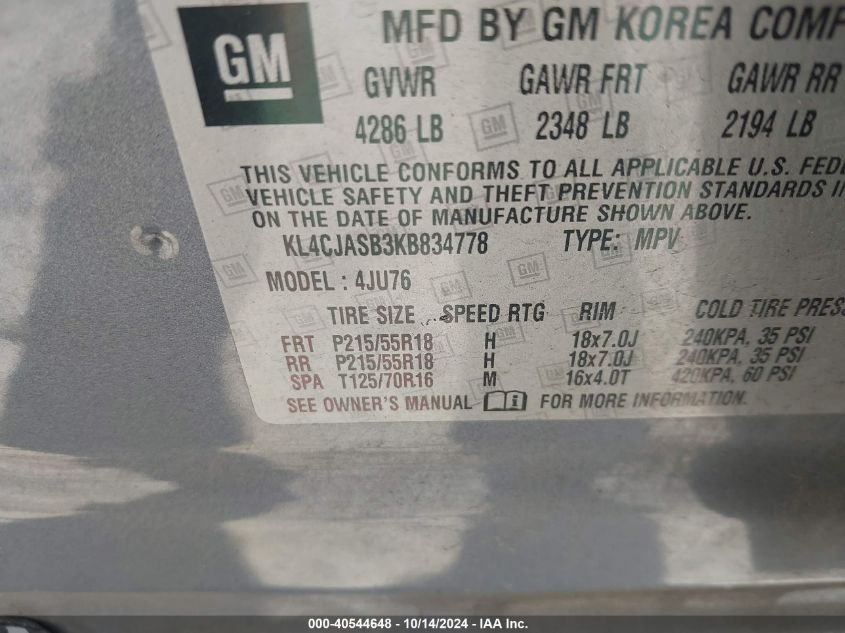 GM
MFD BY GM KOREA COMP
GVWR GAWR FRT GAWR RR
4286 LB 2348 LB 2194 LB
THIS VEHICLE CONFORMS TO ALL APPLICABLE U.S. FEDE
VEHICLE SAFETY AND THEFT PREVENTION STANDARDS IN
ON THE DATE OF MANUFACTURE SHOWN ABOVE.
KL4CJASB3KB834778 TYPE: MPV
MODEL : 4JU76
TIRE SIZE SPEED RTG RIM COLD TIRE PRESS
FRT P215/55R18 H 18x7.0J 240KPA, 35 PSI
RR P215/55R18 H 18x7.0J 240KPA, 35 PSI
SPA T125/70R16 M 16x4.0T 420KPA, 60 PSI
SEE OWNER'S MANUAL i FOR MORE INFORMATION.
000-40544648 - 10/14/2024 - IAA Inc.